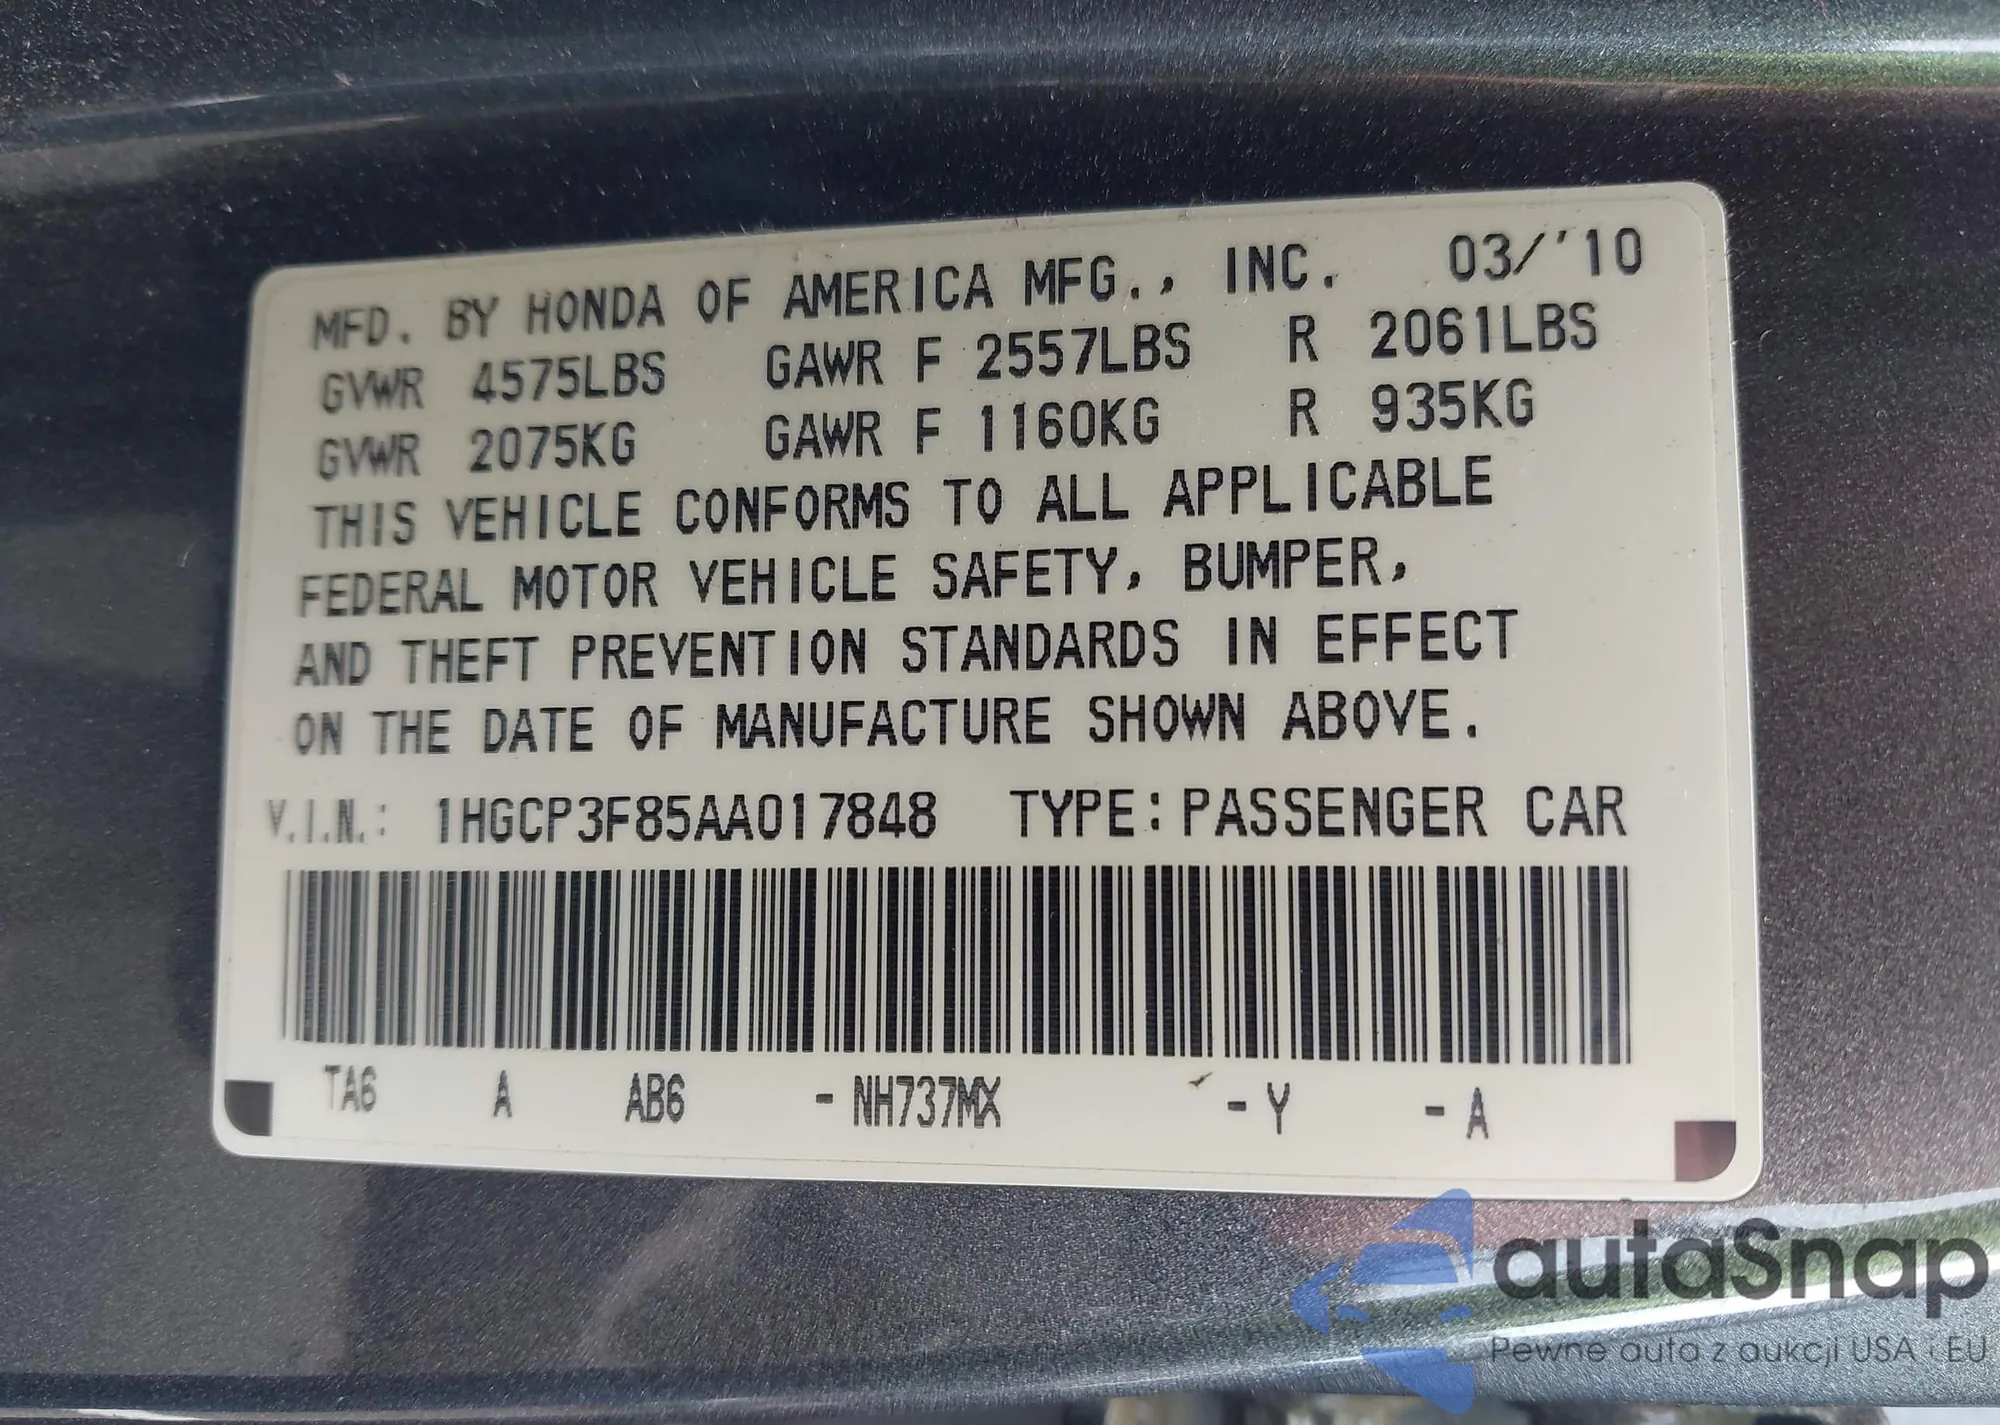 MFD. BY HONDA OF AMERICA MFG., INC. 03/'10
GVWR 4575LBS GAWR F 2557LBS R 2061LBS
GVWR 2075KG GAWR F 1160KG R 935KG
THIS VEHICLE CONFORMS TO ALL APPLICABLE
FEDERAL MOTOR VEHICLE SAFETY, BUMPER,
AND THEFT PREVENTION STANDARDS IN EFFECT
ON THE DATE OF MANUFACTURE SHOWN ABOVE.
V.I.N.: 1HGCP3F85AA017848 TYPE: PASSENGER CAR
TA6 A AB6 - NH737MX - Y - A
autaSnap
Pewne auta z aukcji USA i EU